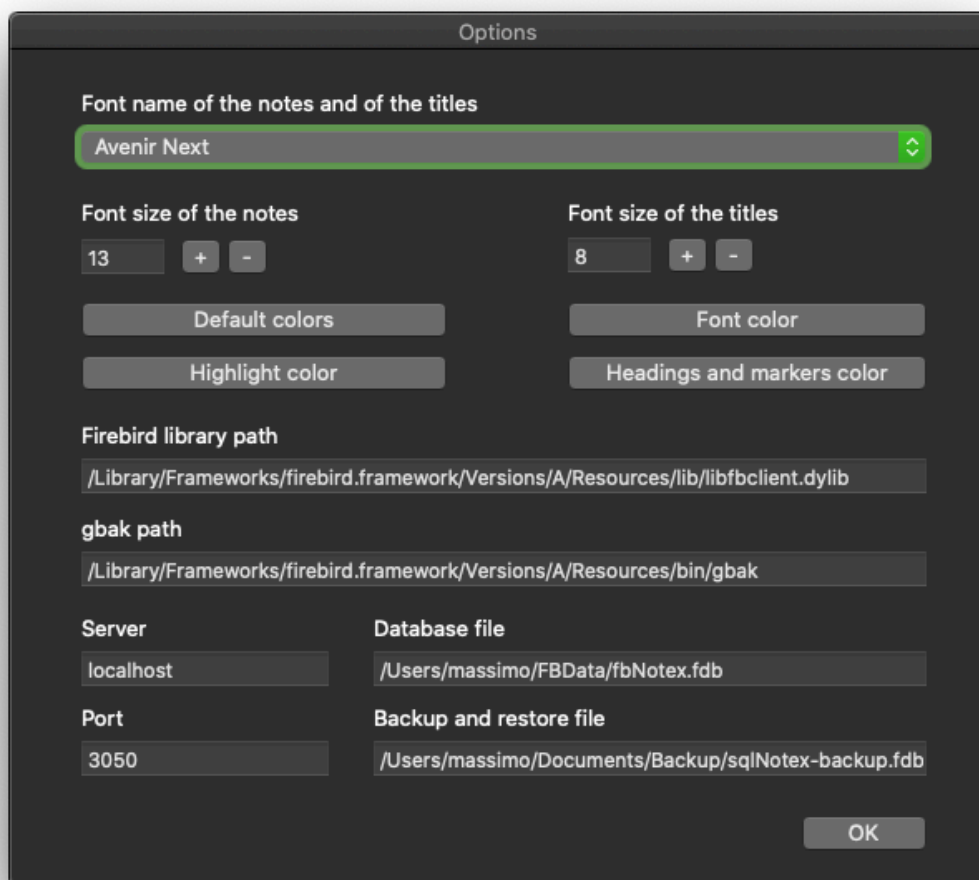 Options
Font name of the notes and of the titles
Avenir Next
Font size of the notes
Font size of the titles
13 + -
8 + -
Default colors
Font color
Highlight color
Headings and markers color
Firebird library path
/Library/Frameworks/firebird.framework/Versions/A/Resources/lib/libfbclient.dylib
gbak path
/Library/Frameworks/firebird.framework/Versions/A/Resources/bin/gbak
Server
Database file
localhost
/Users/massimo/FBData/fbNotex.fdb
Port
Backup and restore file
3050
/Users/massimo/Documents/Backup/sqlNotex-backup.fdb
OK